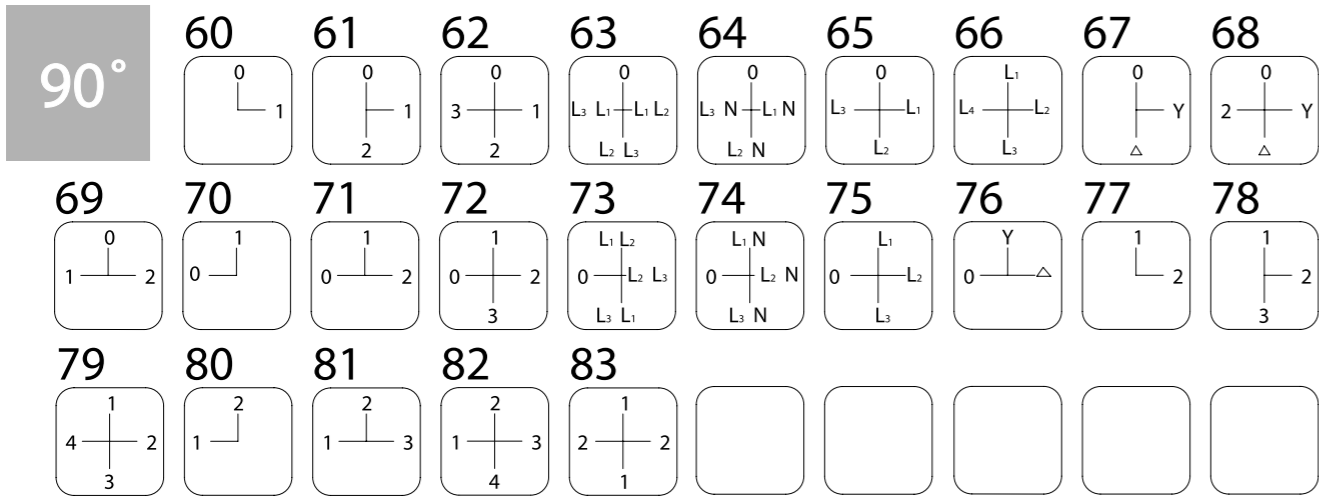 90°
60 61 62 63 64 65 66 67 68
0 0 0 0 0 0 L1 0 0
1 1 3 1 L3 L1 L1 L2 L3 N L1 N L3 L1 L4 L2 Y 2 Y
2 2 L2 L3 L2 N L2 L3 △ △
69 70 71 72 73 74 75 76 77 78
0 1 1 1 L1 L2 L1 N L1 Y 1 1
1 2 0 0 2 0 2 0 L2 L3 0 L2 N 0 L2 0 △ 2 2
3 L3 L1 L3 N L3 3
79 80 81 82 83
1 2 2 2 1
4 2 1 1 3 1 3 2 2
3 4 1